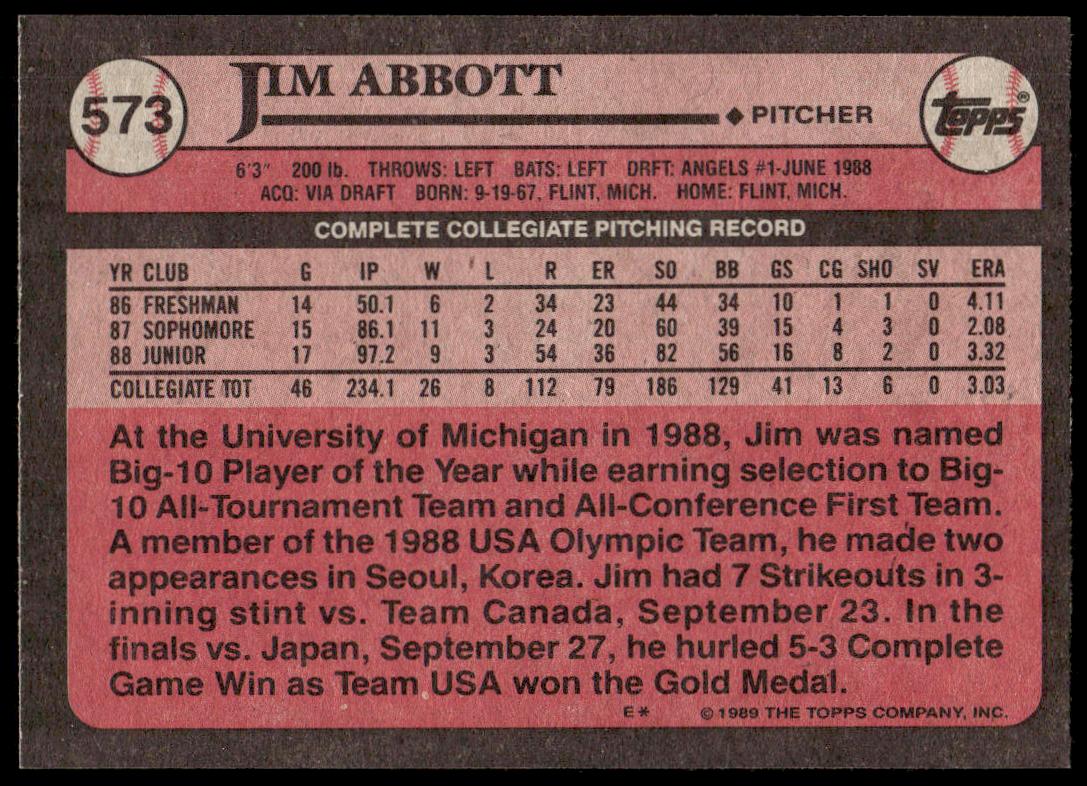 573
JIM ABBOTT
◆ PITCHER
TOPPS®
6'3" 200 lb. THROWS: LEFT BATS: LEFT DRFT: ANGELS #1-JUNE 1988
ACQ: VIA DRAFT BORN: 9-19-67, FLINT, MICH. HOME: FLINT, MICH.
COMPLETE COLLEGIATE PITCHING RECORD
YR CLUB G IP W L R ER SO BB GS CG SHO SV ERA
86 FRESHMAN 14 50.1 6 2 34 23 44 34 10 1 1 0 4.11
87 SOPHOMORE 15 86.1 11 3 24 20 60 39 15 4 3 0 2.08
88 JUNIOR 17 97.2 9 3 54 36 82 56 16 8 2 0 3.32
COLLEGIATE TOT 46 234.1 26 8 112 79 186 129 41 13 6 0 3.03
At the University of Michigan in 1988, Jim was named
Big-10 Player of the Year while earning selection to Big-
10 All-Tournament Team and All-Conference First Team.
A member of the 1988 USA Olympic Team, he made two
appearances in Seoul, Korea. Jim had 7 Strikeouts in 3-
inning stint vs. Team Canada, September 23. In the
finals vs. Japan, September 27, he hurled 5-3 Complete
Game Win as Team USA won the Gold Medal.
E* © 1989 THE TOPPS COMPANY, INC.